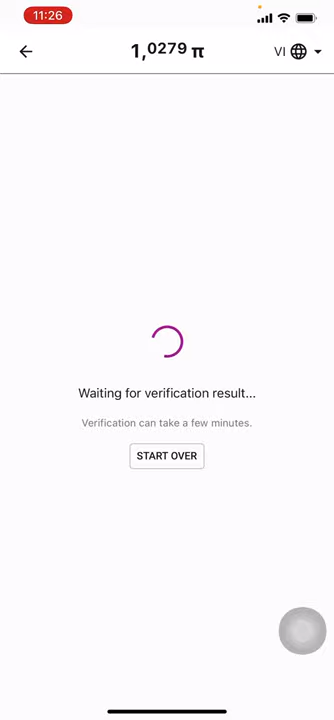 11:26
1,0279 π
VI
Waiting for verification result...
Verification can take a few minutes.
START OVER